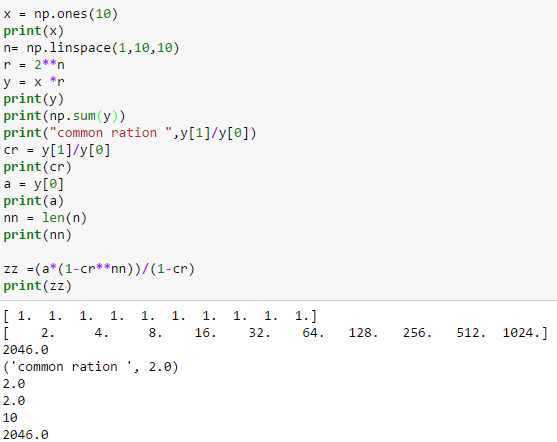 x = np.ones(10)
print(x)
n= np.linspace(1,10,10)
r = 2**n
y = x *r
print(y)
print(np.sum(y))
print("common ration ",y[1]/y[0])
cr = y[1]/y[0]
print(cr)
a = y[0]
print(a)
nn = len(n)
print(nn)
zz =(a*(1-cr**nn))/(1-cr)
print(zz)
[ 1.  1.  1.  1.  1.  1.  1.  1.  1.  1.]
[    2.     4.     8.    16.    32.    64.   128.   256.   512.  1024.]
2046.0
('common ration ', 2.0)
2.0
2.0
10
2046.0